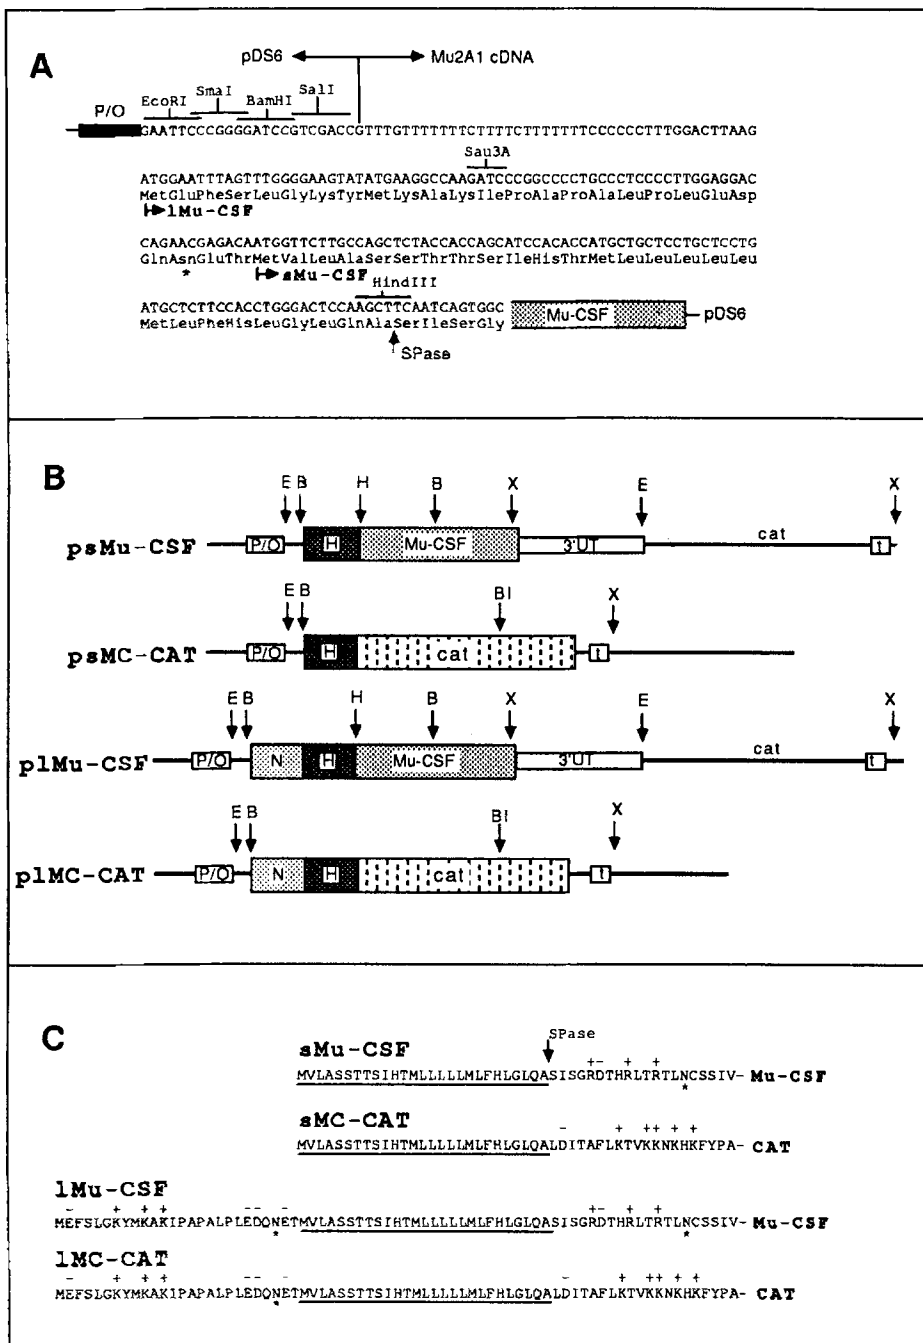 A
pDS6 Mu2A1 cDNA
P/O EcoRI SmaI BamHI SalI
GAATTCCCGGGGATCCGTCGACCGTTTGTTTTTTTCTTTTCTTTTTTTCCCCCCTTTGGACTTAAG
Sau3A
ATGGAATTTAGTTTGGGGAAGTATATGAAGGCCAAGATCCCGGCCCCTGCCCTCCCCTTGGAGGAC
MetGluPheSerLeuGlyLysTyrMetLysAlaLysIleProAlaProAlaLeuProLeuGluAsp
lMu-CSF
CAGAACGAGACAATGGTTCTTGCCAGCTCTACCACCAGCATCCACACCATGCTGCTCCTGCTCCTG
GlnAsnGluThrMetValLeuAlaSerSerThrThrSerIleHisThrMetLeuLeuLeuLeuLeu
* sMu-CSF
HindIII
ATGCTCTTCCACCTGGGACTCCAAGCTTCAATCAGTGGC Mu-CSF pDS6
MetLeuPheHisLeuGlyLeuGlnAlaSerIleSerGly
SPase
B
E B H B X E X
psMu-CSF P/O H Mu-CSF 3'UT cat t
E B BI X
psMC-CAT P/O H cat t
E B H B X E X
plMu-CSF P/O N H Mu-CSF 3'UT cat t
E B BI X
plMC-CAT P/O N H cat t
C
SPase
sMu-CSF
+- + +
MVLASSTTSIHTMLLLLLMLFHLGLQASISGRDTHRLTRTLNCSSIV- Mu-CSF
*
sMC-CAT
- + ++ + +
MVLASSTTSIHTMLLLLLMLFHLGLQALDITAFLKTVKKNKHKFYPA- CAT
lMu-CSF
- + + + -- - +- + +
MEFSLGKYMKAKIPAPALPLEDQNETMVLASSTTSIHTMLLLLLMLFHLGLQASISGRDTHRLTRTLNCSSIV- Mu-CSF
* *
lMC-CAT
- + + + -- - - + ++ + +
MEFSLGKYMKAKIPAPALPLEDQNETMVLASSTTSIHTMLLLLLMLFHLGLQALDITAFLKTVKKNKHKFYPA- CAT
*